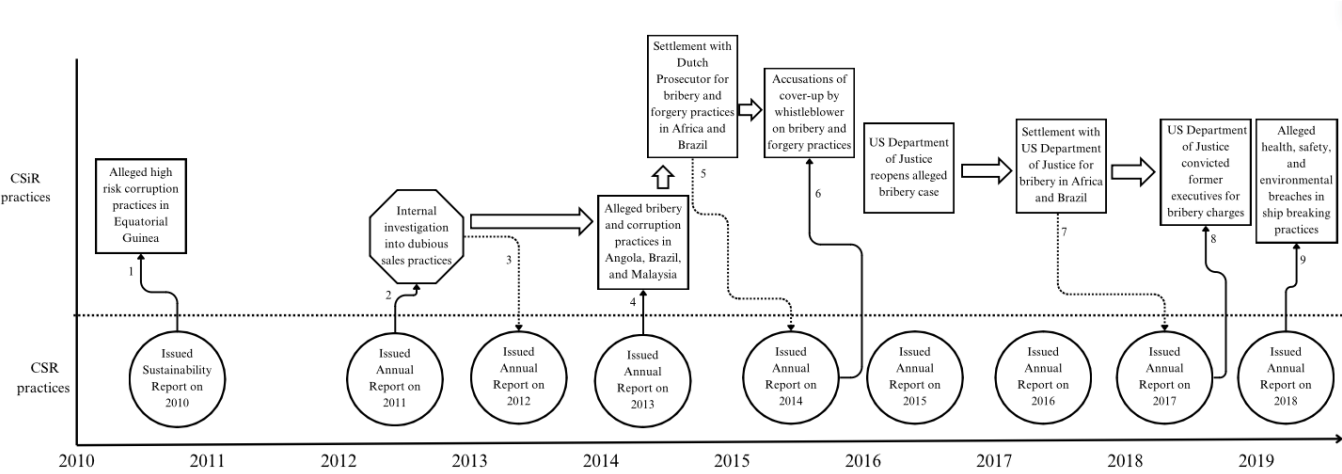 Settlement with
Dutch
Prosecutor for
bribery and
forgery practices
in Africa and
Brazil
Accusations of
cover-up by
whistleblower
on bribery and
forgery practices
US Department
of Justice
reopens alleged
bribery case
Settlement with
US Department
of Justice for
bribery in Africa
and Brazil
US Department
of Justice
convicted
former
executives for
bribery charges
Alleged
health, safety,
and
environmental
breaches in
ship breaking
practices
CSiR
practices
Alleged high
risk corruption
practices in
Equatorial
Guinea
Internal
investigation
into dubious
sales practices
Alleged bribery
and corruption
practices in
Angola, Brazil,
and Malaysia
1
2
3
4
5
6
7
8
9
CSR
practices
Issued
Sustainability
Report on
2010
Issued
Annual
Report on
2011
Issued
Annual
Report on
2012
Issued
Annual
Report on
2013
Issued
Annual
Report on
2014
Issued
Annual
Report on
2015
Issued
Annual
Report on
2016
Issued
Annual
Report on
2017
Issued
Annual
Report on
2018
2010 2011 2012 2013 2014 2015 2016 2017 2018 2019